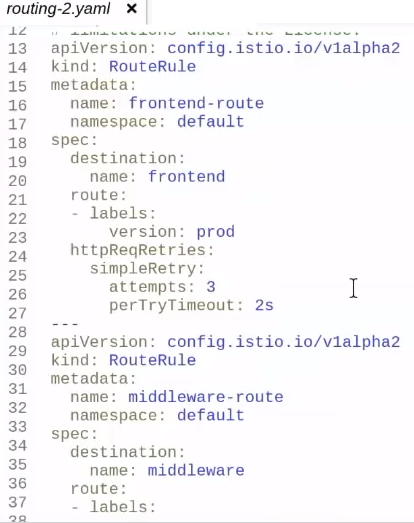 routing-2.yaml ×
12 # limitations under the License.
13 apiVersion: config.istio.io/v1alpha2
14 kind: RouteRule
15 metadata:
16   name: frontend-route
17   namespace: default
18 spec:
19   destination:
20     name: frontend
21   route:
22   - labels:
23       version: prod
24   httpReqRetries:
25     simpleRetry:
26       attempts: 3
27       perTryTimeout: 2s
28 ---
29 apiVersion: config.istio.io/v1alpha2
30 kind: RouteRule
31 metadata:
32   name: middleware-route
33   namespace: default
34 spec:
35   destination:
36     name: middleware
37   route:
38   - labels: